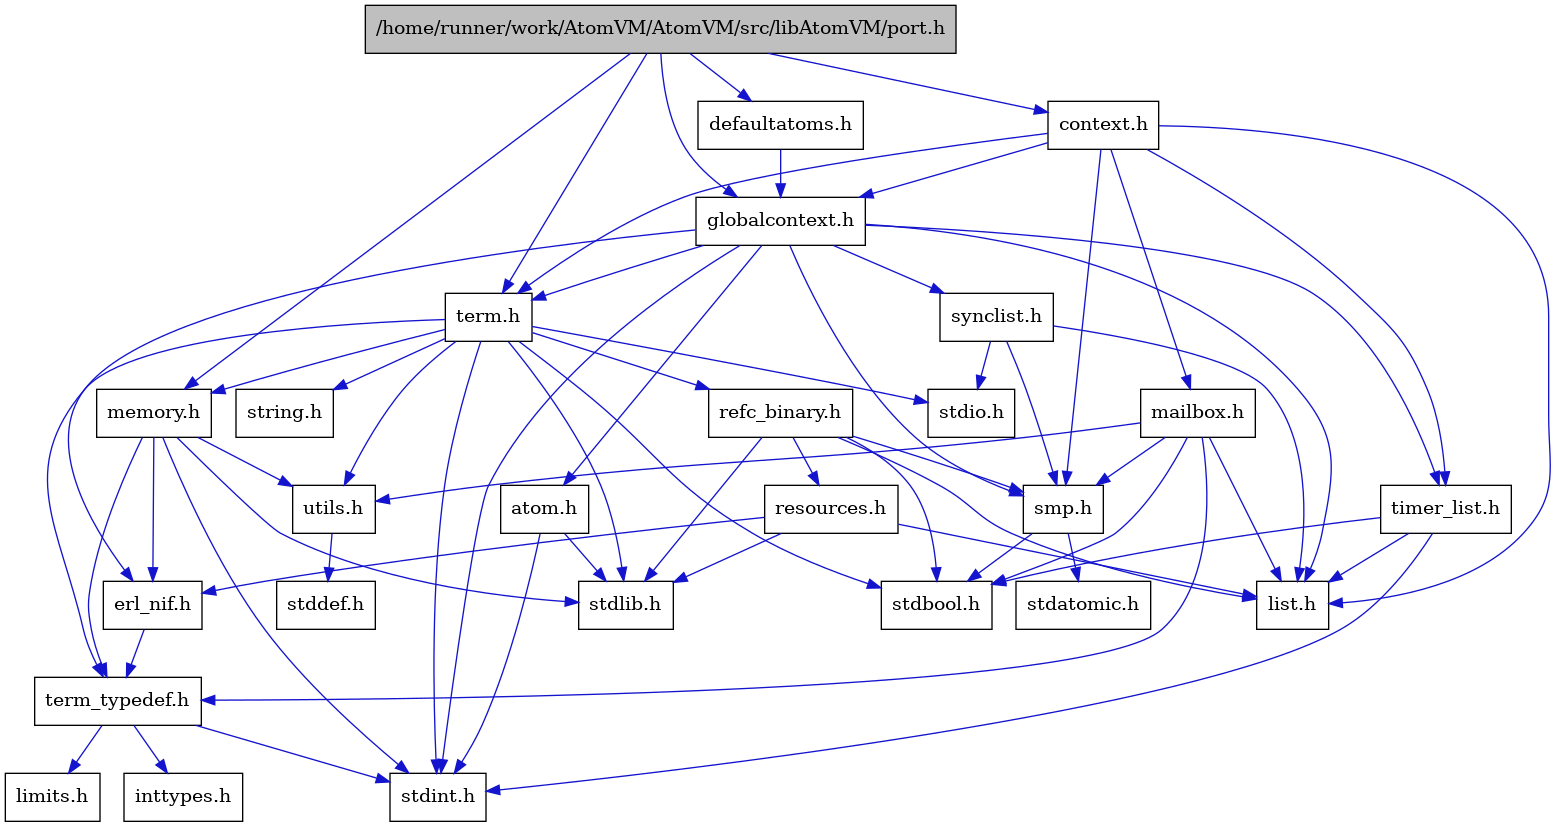 /home/runner/work/AtomVM/AtomVM/src/libAtomVM/port.h
defaultatoms.h
context.h
globalcontext.h
term.h
synclist.h
memory.h
string.h
refc_binary.h
stdio.h
mailbox.h
utils.h
atom.h
resources.h
smp.h
timer_list.h
erl_nif.h
stddef.h
stdlib.h
stdbool.h
stdatomic.h
list.h
term_typedef.h
limits.h
inttypes.h
stdint.h